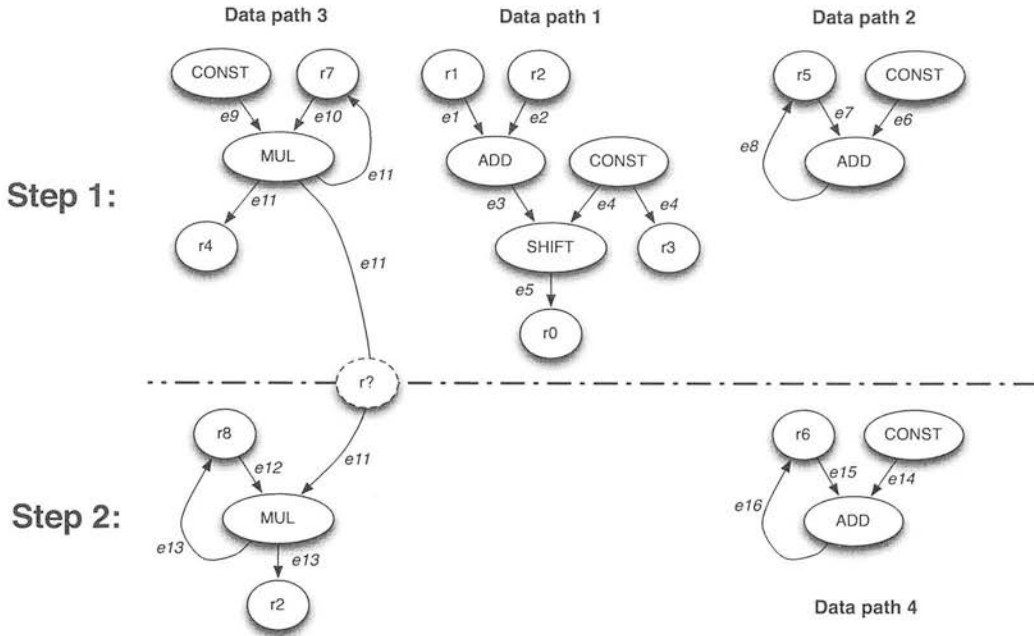 Data path 3
Data path 1
Data path 2
CONST
r7
r1
r2
r5
CONST
e9
e10
e1
e2
e7
e6
MUL
ADD
CONST
e8
ADD
e11
Step 1:
e11
e3
e4
e4
r4
SHIFT
r3
e11
e5
r0
r?
r8
r6
CONST
e12
e11
e15
e14
Step 2:
MUL
e16
ADD
e13
e13
r2
Data path 4